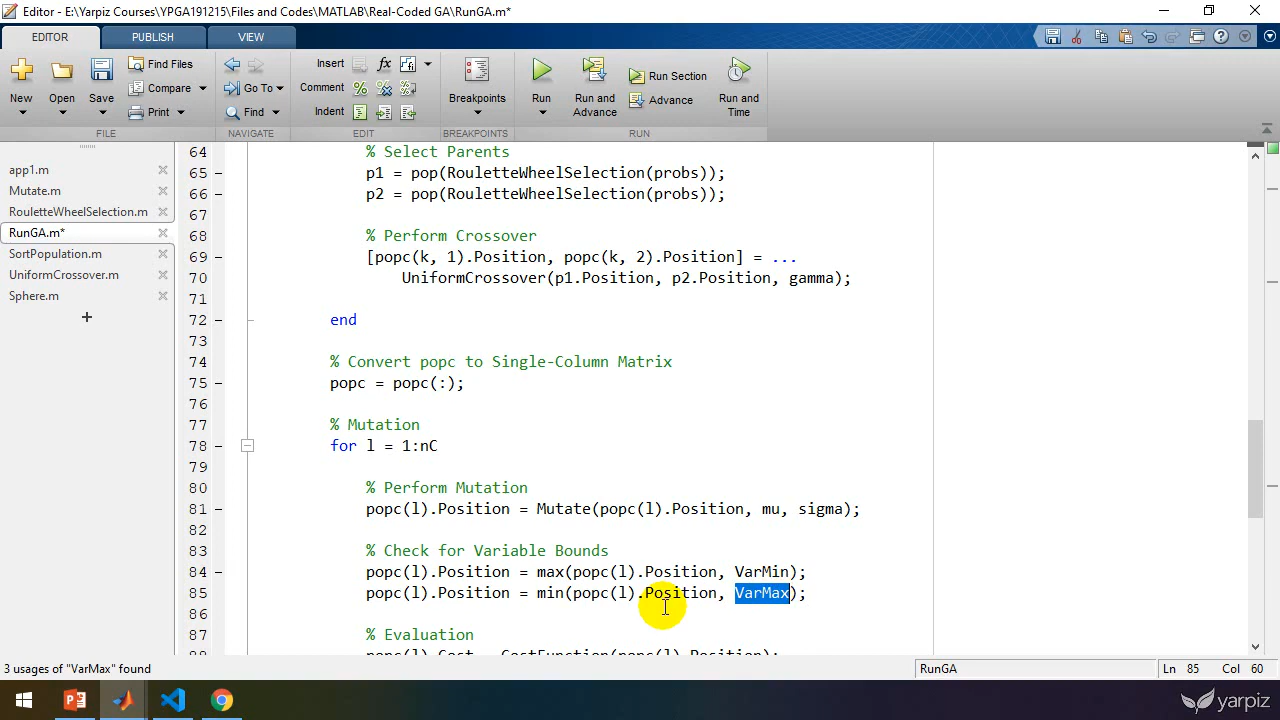 Editor - E:\Yarpiz Courses\YPGA191215\Files and Codes\MATLAB\Real-Coded GA\RunGA.m*
EDITOR PUBLISH VIEW
New Open Save Find Files Compare Print
Insert Comment Indent
Go To Find
Breakpoints
Run Run and Advance Run Section Advance Run and Time
FILE NAVIGATE EDIT BREAKPOINTS RUN
app1.m
Mutate.m
RouletteWheelSelection.m
RunGA.m*
SortPopulation.m
UniformCrossover.m
Sphere.m
64 % Select Parents
65 p1 = pop(RouletteWheelSelection(probs));
66 p2 = pop(RouletteWheelSelection(probs));
67
68 % Perform Crossover
69 [popc(k, 1).Position, popc(k, 2).Position] = ...
70 UniformCrossover(p1.Position, p2.Position, gamma);
71
72 end
73
74 % Convert popc to Single-Column Matrix
75 popc = popc(:);
76
77 % Mutation
78 for l = 1:nC
79
80 % Perform Mutation
81 popc(l).Position = Mutate(popc(l).Position, mu, sigma);
82
83 % Check for Variable Bounds
84 popc(l).Position = max(popc(l).Position, VarMin);
85 popc(l).Position = min(popc(l).Position, VarMax);
86
87 % Evaluation
88 popc(l).Cost = CostFunction(popc(l).Position);
3 usages of "VarMax" found
RunGA
Ln 85 Col 60
yarpiz